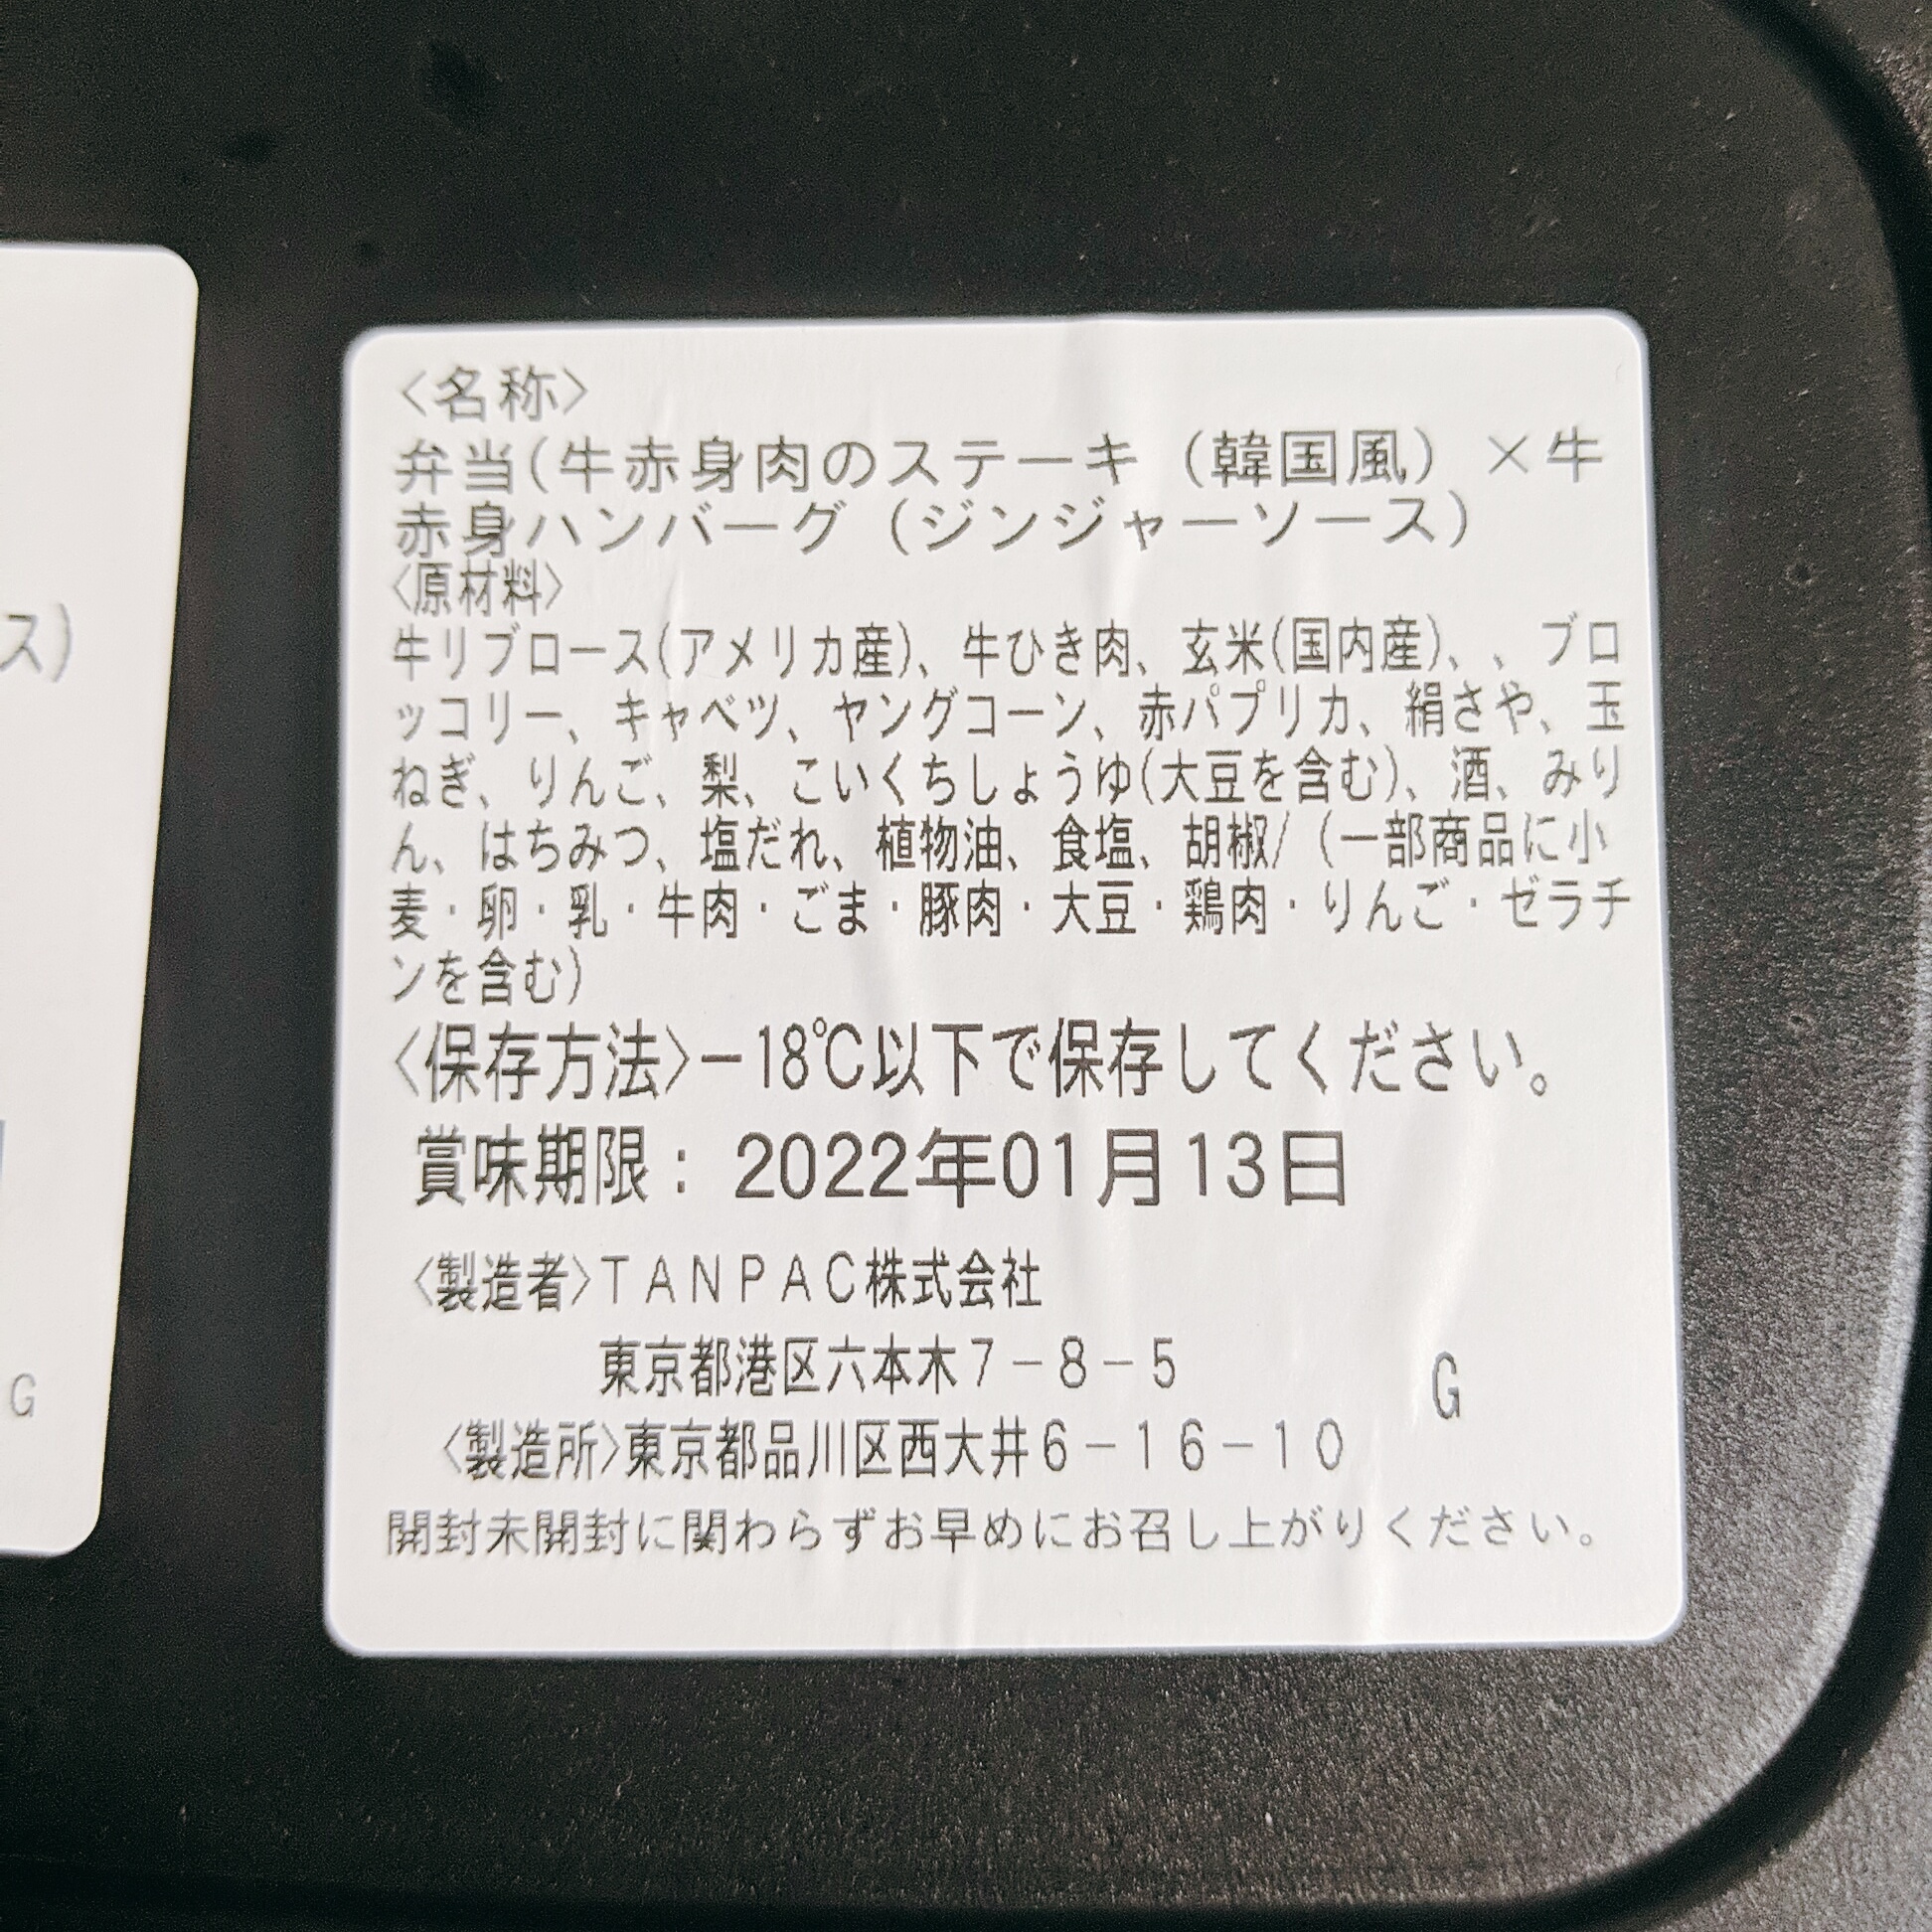 ス)
G
〈名称〉
弁当(牛赤身肉のステーキ（韓国風）×牛
赤身ハンバーグ（ジンジャーソース）
〈原材料〉
牛リブロース(アメリカ産)、牛ひき肉、玄米(国内産)、、ブロ
ッコリー、キャベツ、ヤングコーン、赤パプリカ、絹さや、玉
ねぎ、りんご、梨、こいくちしょうゆ(大豆を含む)、酒、みり
ん、はちみつ、塩だれ、植物油、食塩、胡椒/（一部商品に小
麦・卵・乳・牛肉・ごま・豚肉・大豆・鶏肉・りんご・ゼラチ
ンを含む）
〈保存方法〉－18℃以下で保存してください。
賞味期限：2022年01月13日
〈製造者〉ＴＡＮＰＡＣ株式会社
東京都港区六本木７－８－５
G
〈製造所〉東京都品川区西大井６－１６－１０
開封未開封に関わらずお早めにお召し上がりください。